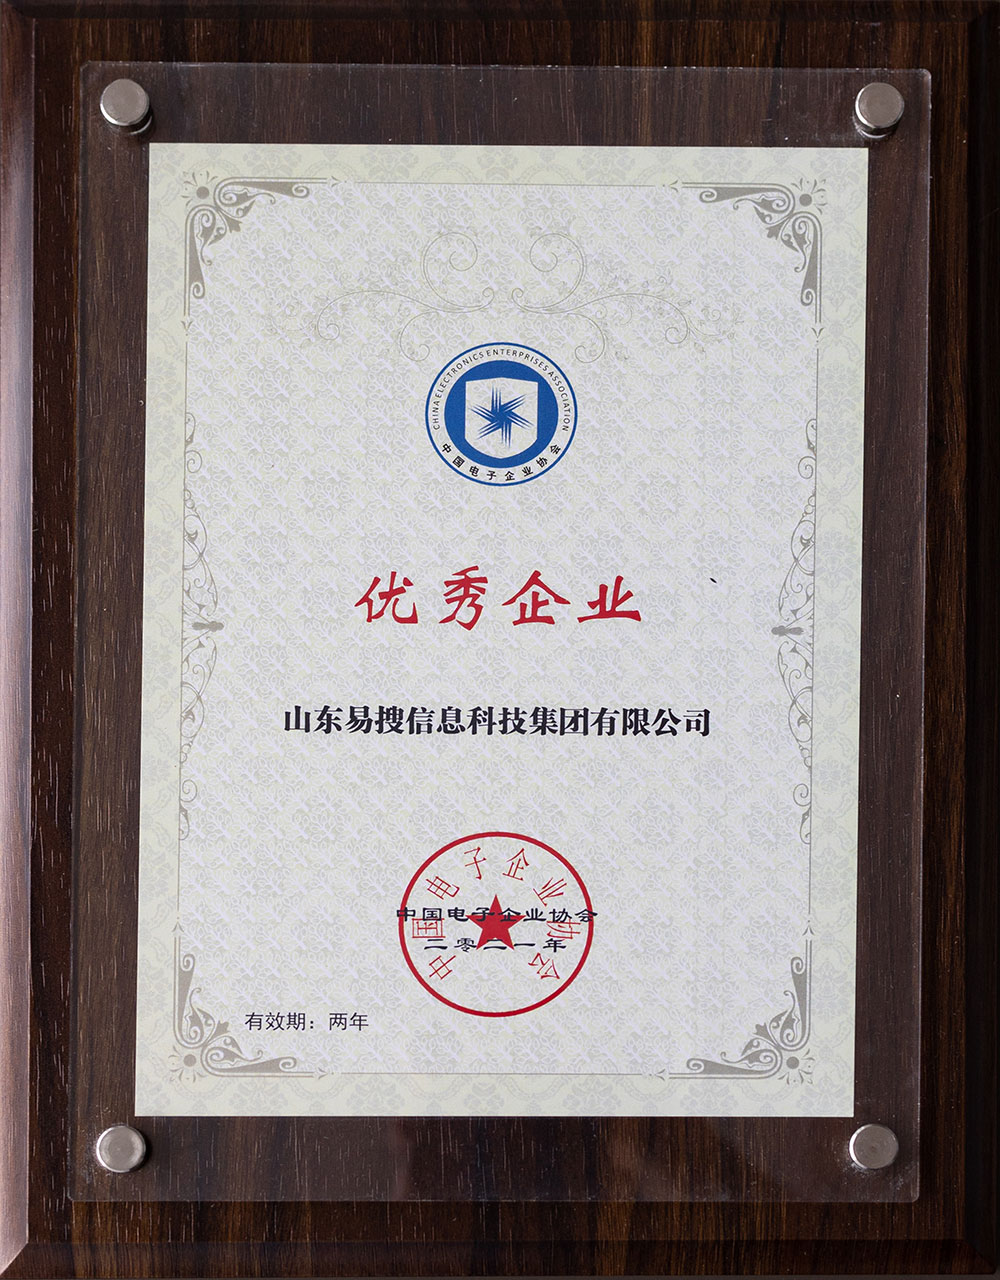 CHINA ELECTRONICS ENTERPRISES ASSOCIATION
中国电子企业协会
优秀企业
山东易搜信息科技集团有限公司
中国电子企业协会
中国电子企业协会
二零二一年
有效期：两年